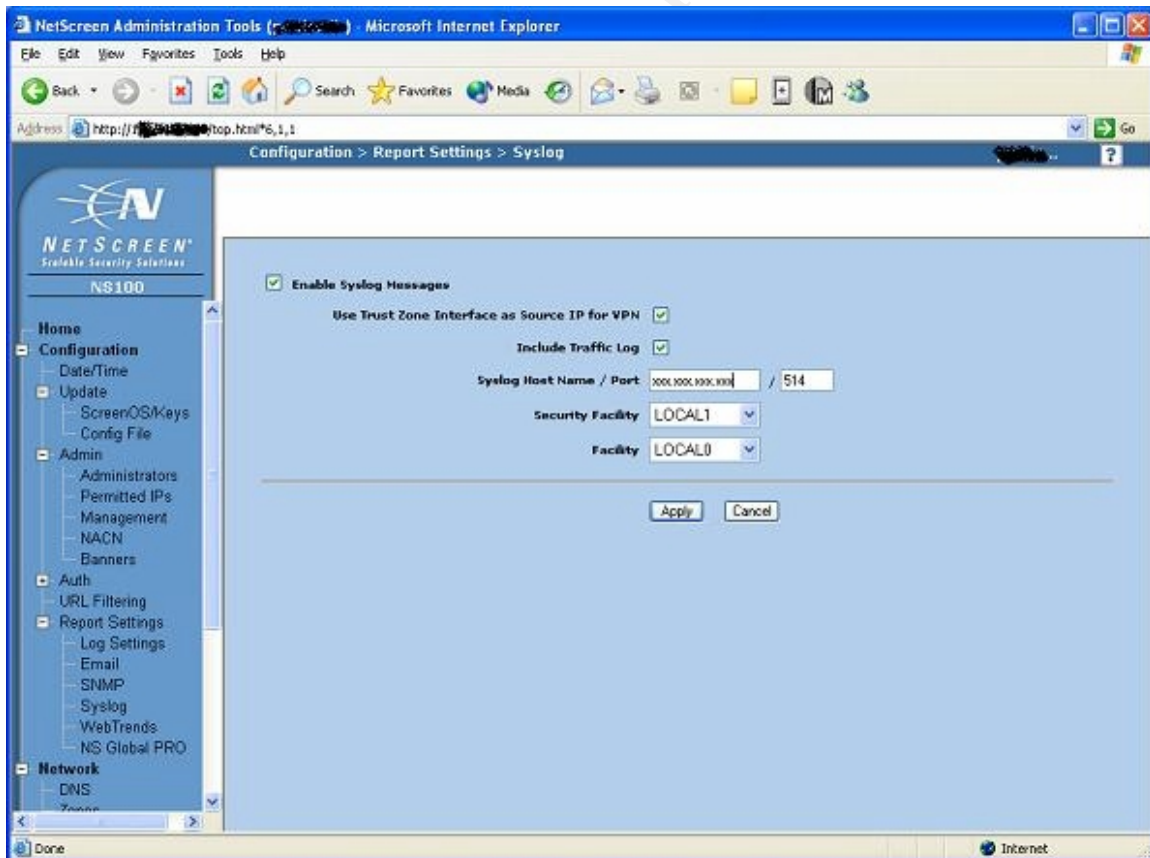 NetScreen Administration Tools ( ) - Microsoft Internet Explorer
File Edit View Favorites Tools Help
Back Search Favorites Media
Address http:// /top.html*6,1,1 Go
Configuration > Report Settings > Syslog ?
N
NETSCREEN
Scalable Security Solutions
NS100
Home
Configuration
Date/Time
Update
ScreenOS/Keys
Config File
Admin
Administrators
Permitted IPs
Management
NACN
Banners
Auth
URL Filtering
Report Settings
Log Settings
Email
SNMP
Syslog
WebTrends
NS Global PRO
Network
DNS
Zones
Enable Syslog Messages
Use Trust Zone Interface as Source IP for VPN
Include Traffic Log
Syslog Host Name / Port xxx.xxx.xxx.xxx / 514
Security Facility LOCAL1
Facility LOCAL0
Apply Cancel
Done Internet